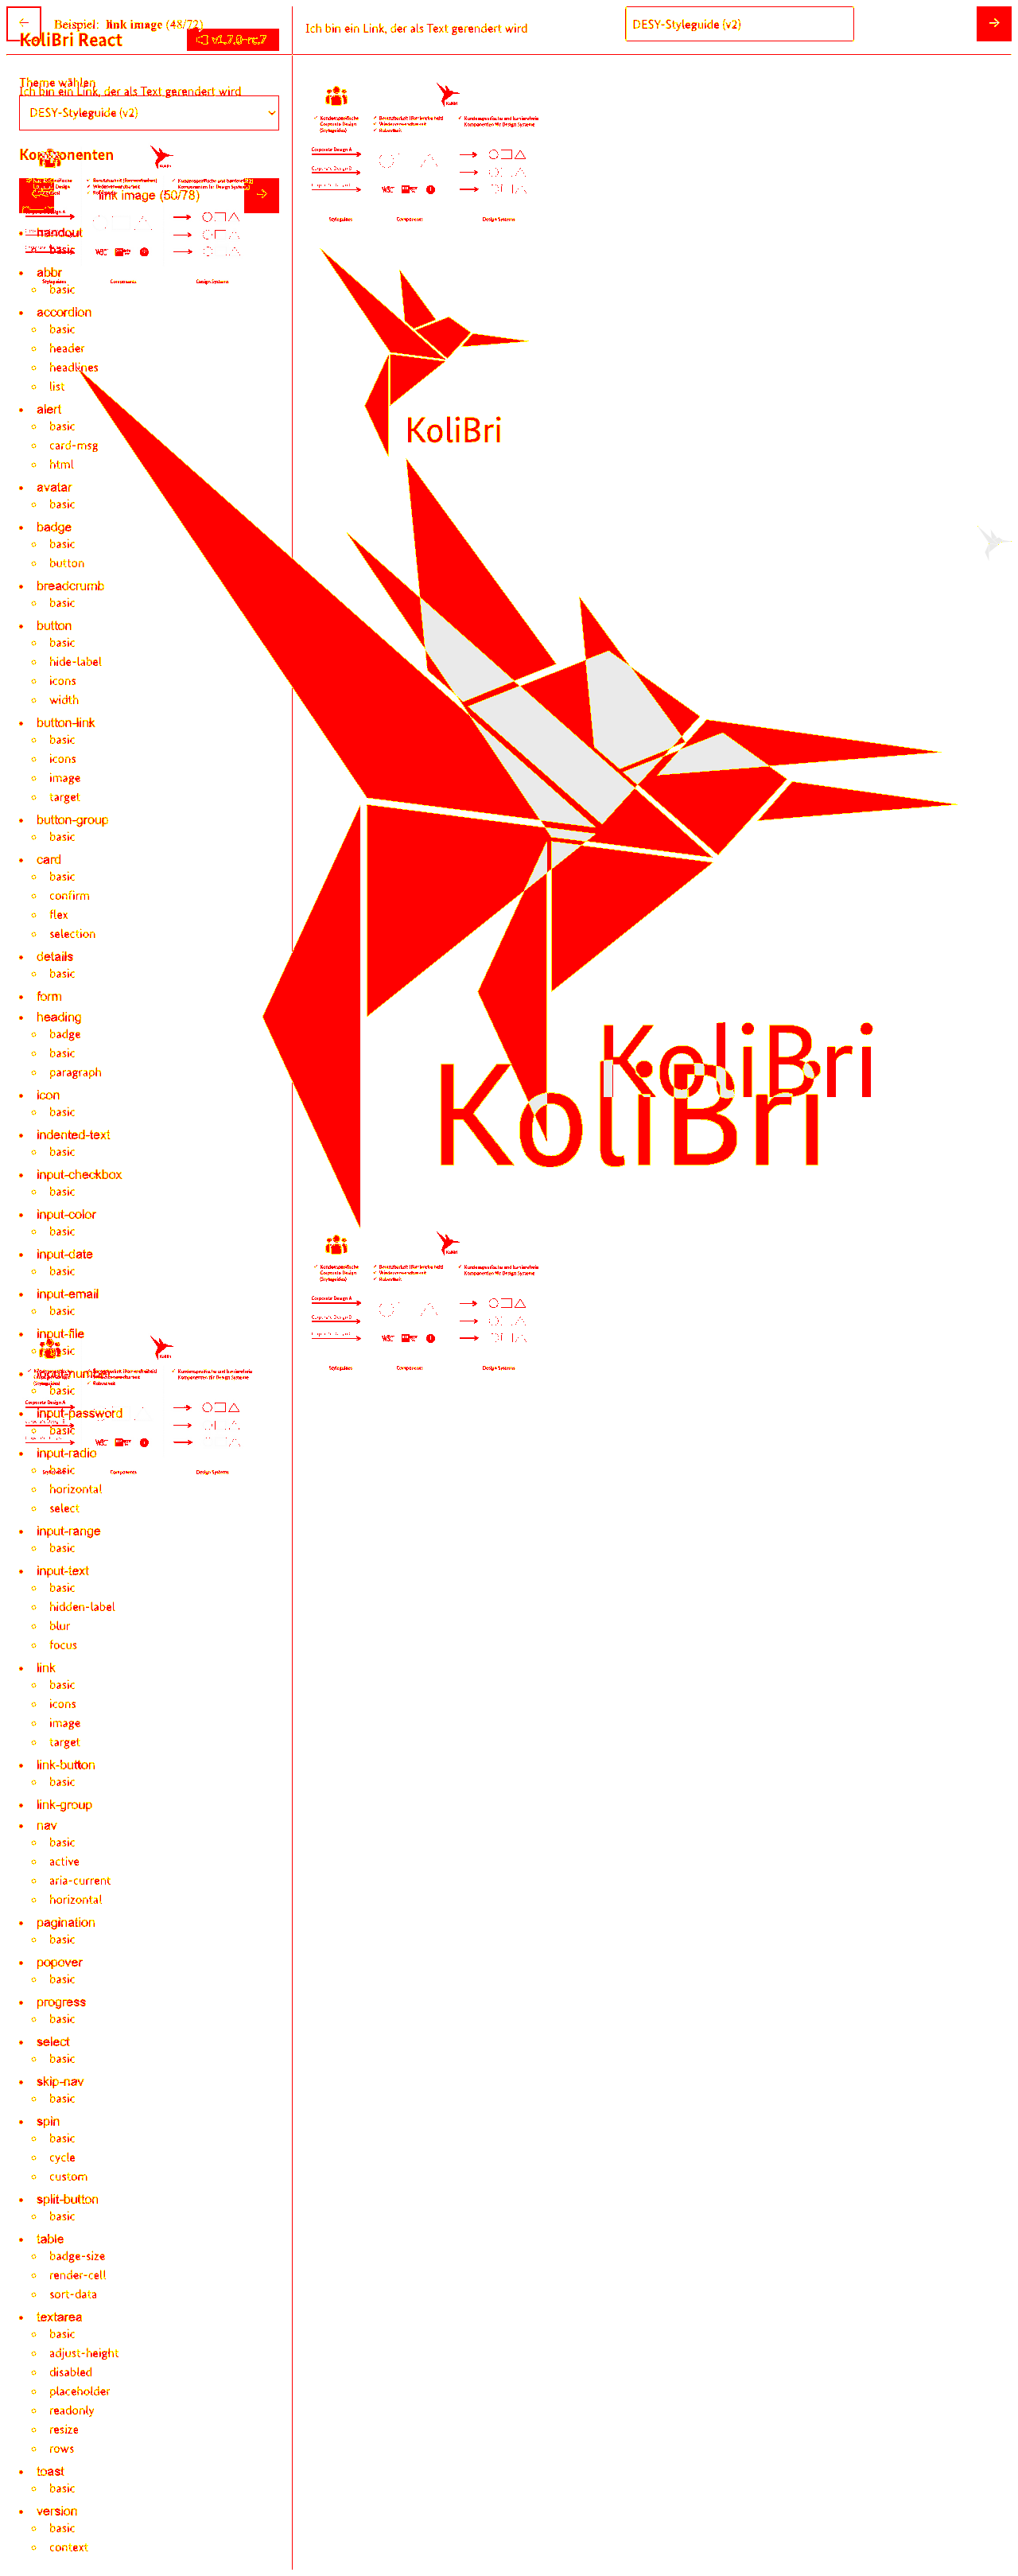 Beispiel: link image (48/72)
KoliBri React
v1.7.0-rc.7
Ich bin ein Link, der als Text gerendert wird
DESY-Styleguide (v2)
Theme wählen
Ich bin ein Link, der als Text gerendert wird
DESY-Styleguide (v2)
Komponenten
link image (50/78)
handout
basic
abbr
basic
accordion
basic
header
headlines
list
alert
basic
card-msg
html
avatar
basic
badge
basic
button
breadcrumb
basic
button
basic
hide-label
icons
width
button-link
basic
icons
image
target
button-group
basic
card
basic
confirm
flex
selection
details
basic
form
heading
badge
basic
paragraph
icon
basic
indented-text
basic
input-checkbox
basic
input-color
basic
input-date
basic
input-email
basic
input-file
basic
input-number
basic
input-password
basic
input-radio
basic
horizontal
select
input-range
basic
input-text
basic
hidden-label
blur
focus
link
basic
icons
image
target
link-button
basic
link-group
nav
basic
active
aria-current
horizontal
pagination
basic
popover
basic
progress
basic
select
basic
skip-nav
basic
spin
basic
cycle
custom
split-button
basic
table
badge-size
render-cell
sort-data
textarea
basic
adjust-height
disabled
placeholder
readonly
resize
rows
toast
basic
version
basic
context
KoliBri
KoliBri
KoliBri